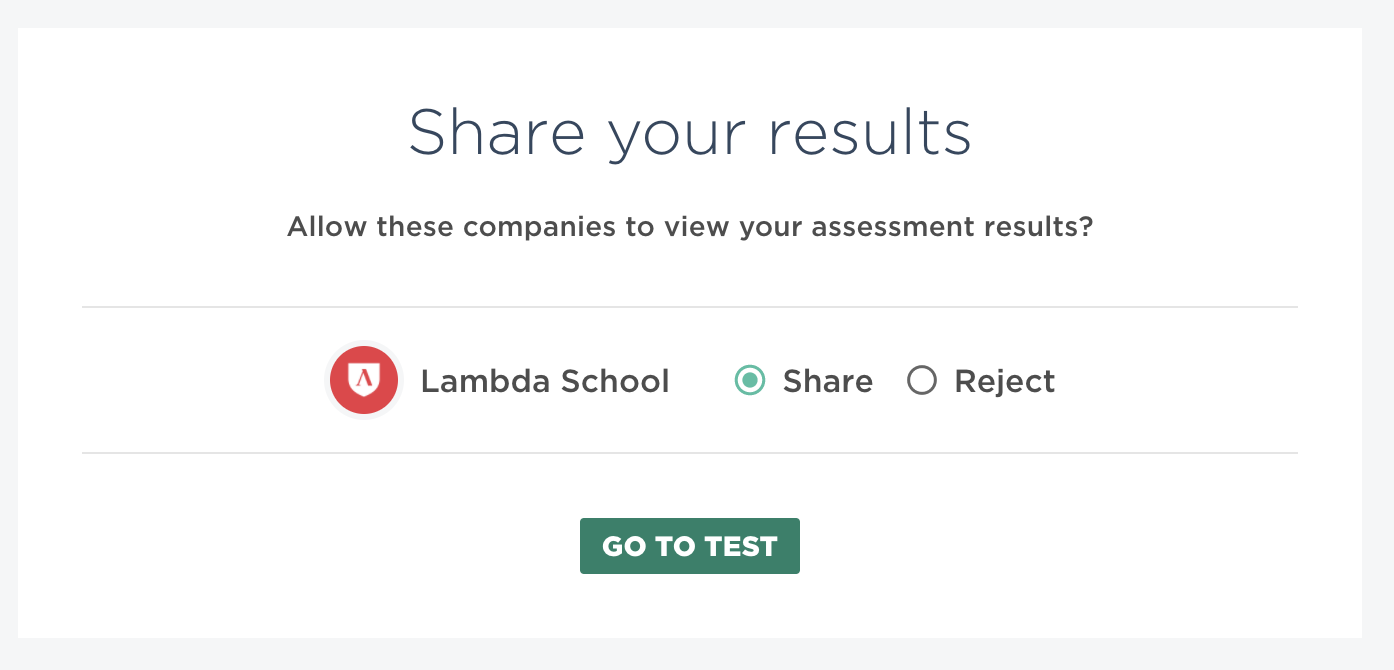 Share your results
Allow these companies to view your assessment results?
Lambda School Share Reject
GO TO TEST